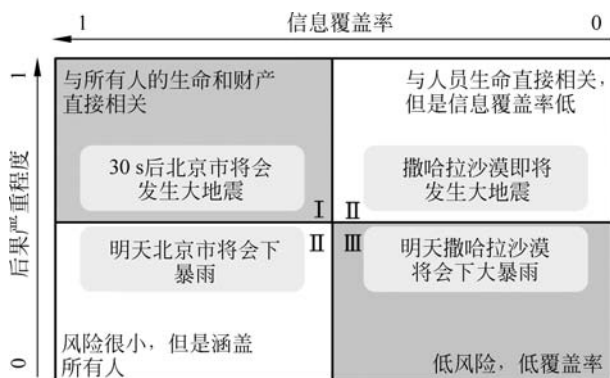 1 信息覆盖率 0
1
后果严重程度
0
与所有人的生命和财产
直接相关
30 s后北京市将会
发生大地震
Ⅰ
与人员生命直接相关，
但是信息覆盖率低
撒哈拉沙漠即将
发生大地震
Ⅱ
明天北京市将会下
暴雨
Ⅱ
风险很小，但是涵盖
所有人
Ⅲ
明天撒哈拉沙漠
将会下大暴雨
低风险，低覆盖率